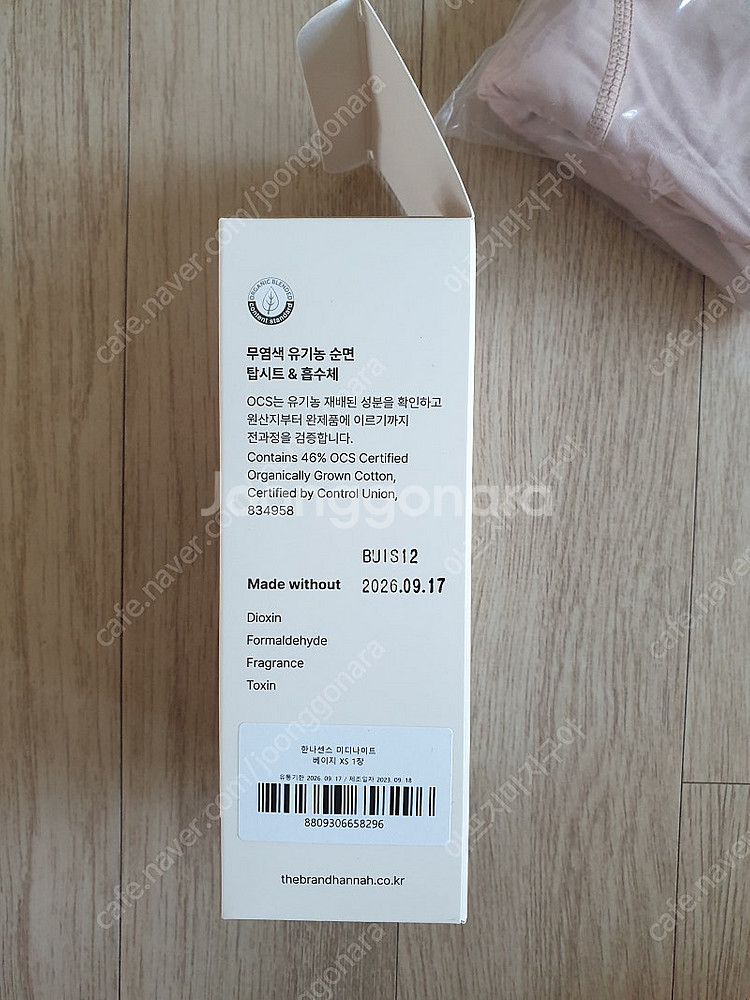 ORGANIC BLENDED
content standard
무염색 유기농 순면
탑시트 & 흡수체
OCS는 유기농 재배된 성분을 확인하고
원산지부터 완제품에 이르기까지
전과정을 검증합니다.
Contains 46% OCS Certified
Organically Grown Cotton,
Certified by Control Union,
834958
Joonggonara
BUIS12
Made without 2026.09.17
Dioxin
Formaldehyde
Fragrance
Toxin
한나센스 미디나이트
베이지 XS 1장
유통기한 2026. 09. 17 / 제조일자 2023. 09. 18
8809306658296
thebrandhannah.co.kr
cafe.naver.com/joonggonara